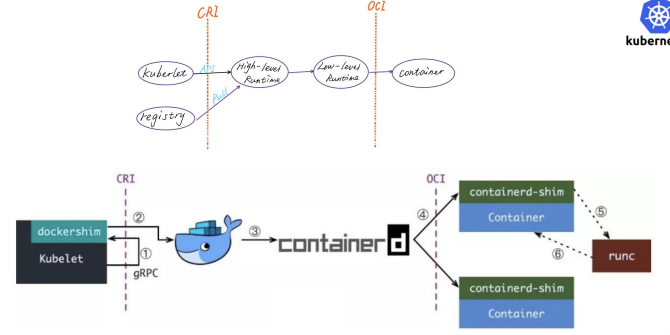 CRI
OCI
kuberne
Kuberlet
API
High-level
Runtime
Low-level
Runtime
Container
Pull
registry
CRI
OCI
containerd-shim
Container
dockershim
Kubelet
①
②
gRPC
③
containerd
④
⑤
⑥
runc
containerd-shim
Container